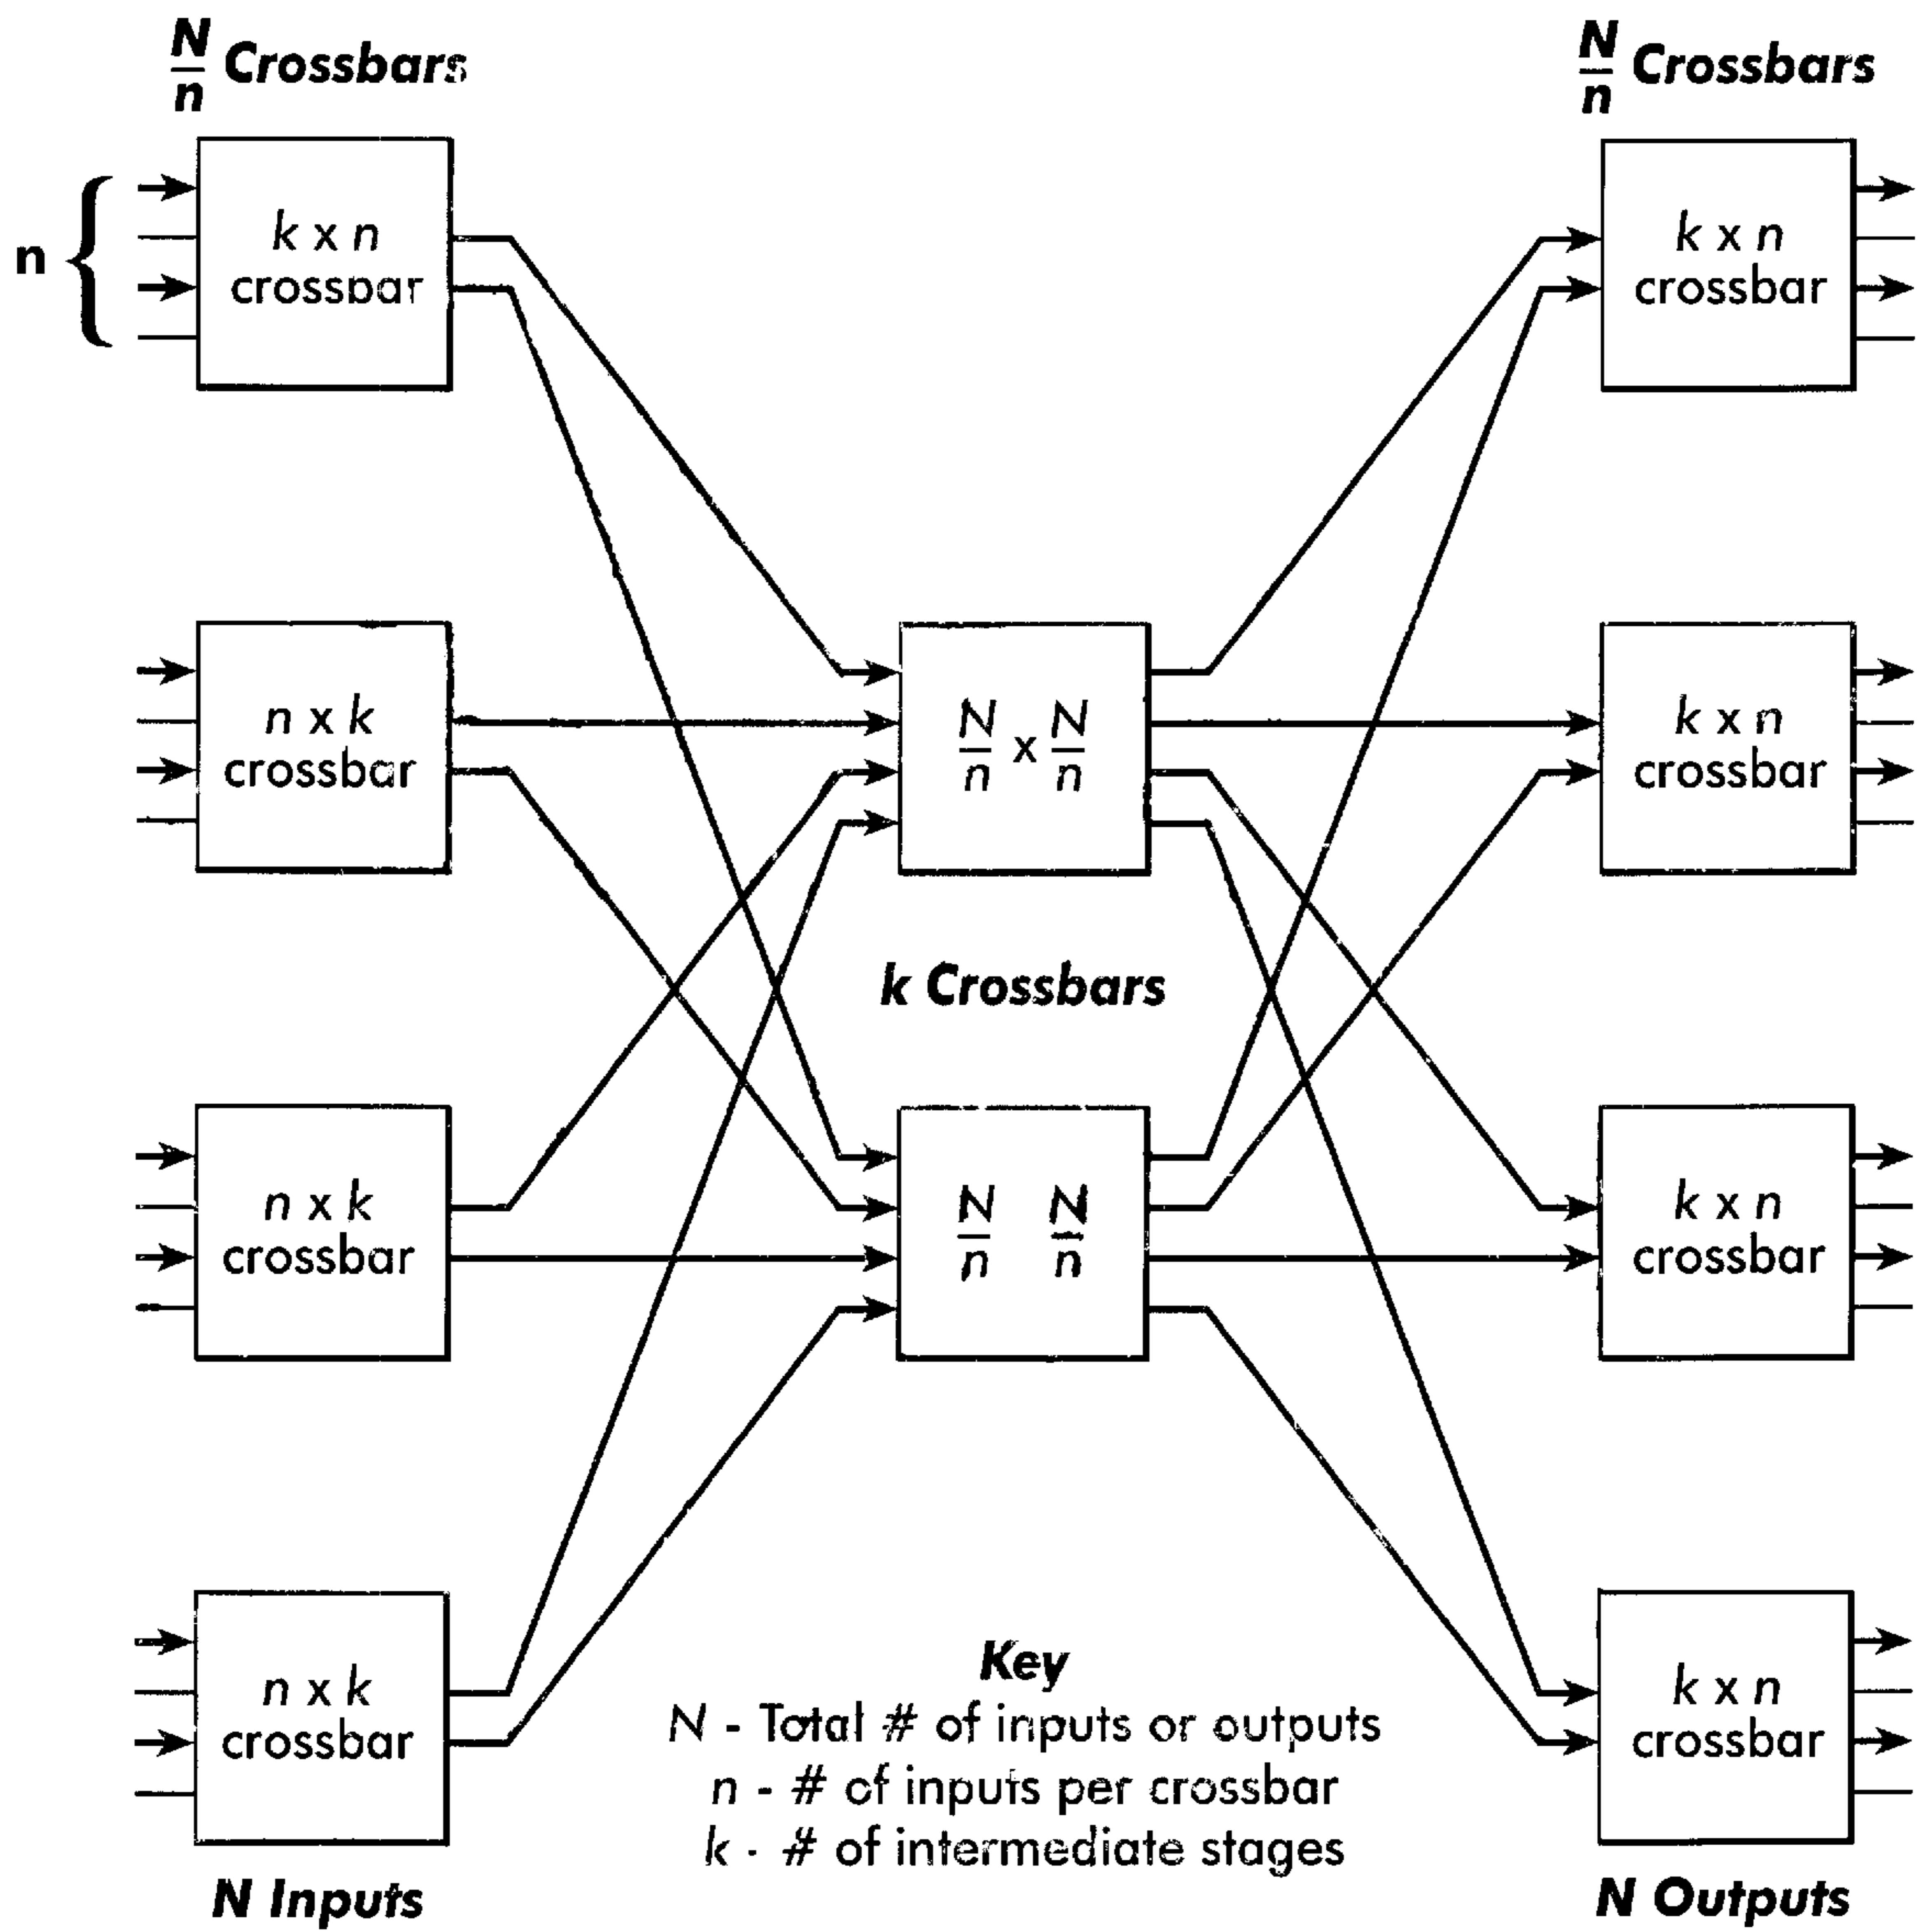 N/n Crossbars
N/n Crossbars
n
k x n
crossbar
k x n
crossbar
n x k
crossbar
N/n x N/n
k x n
crossbar
k Crossbars
n x k
crossbar
N/n N/n
k x n
crossbar
n x k
crossbar
k x n
crossbar
Key
N - Total # of inputs or outputs
n - # of inputs per crossbar
k - # of intermediate stages
N Inputs
N Outputs